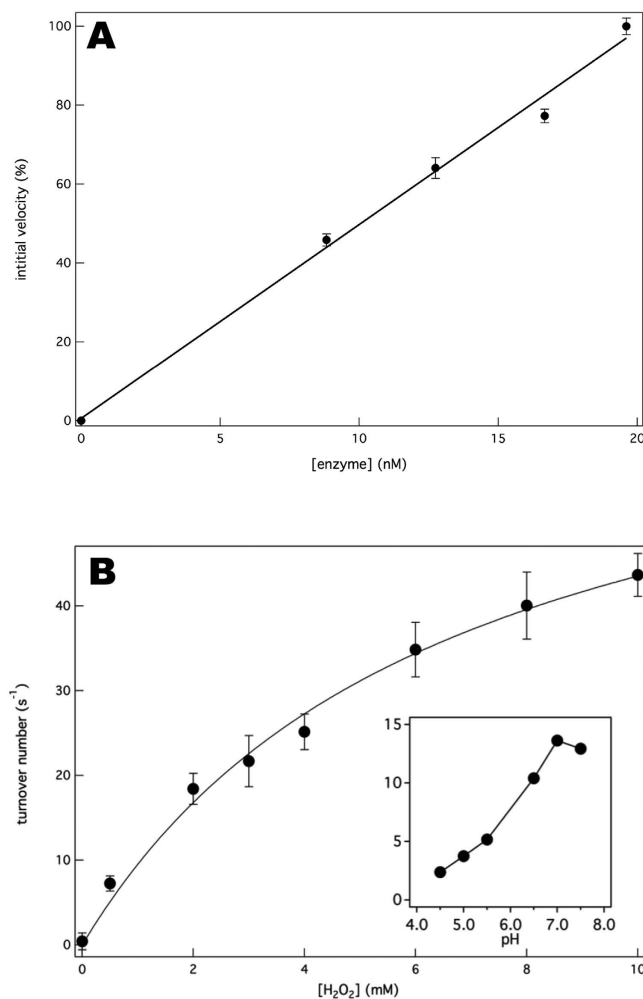 A
100
80
60
40
20
0
intitial velocity (%)
0 5 10 15 20
[enzyme] (nM)
B
40
30
20
10
0
turnover number (s⁻¹)
15
10
5
0
4.0 5.0 6.0 7.0 8.0
pH
0 2 4 6 8 10
[H₂O₂] (mM)